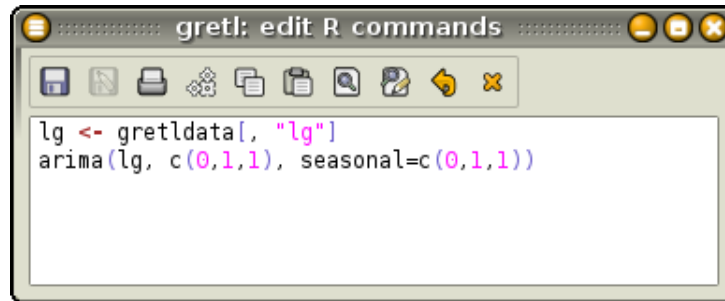 gretl: edit R commands
lg <- gretldata[, "lg"]
arima(lg, c(0,1,1), seasonal=c(0,1,1))